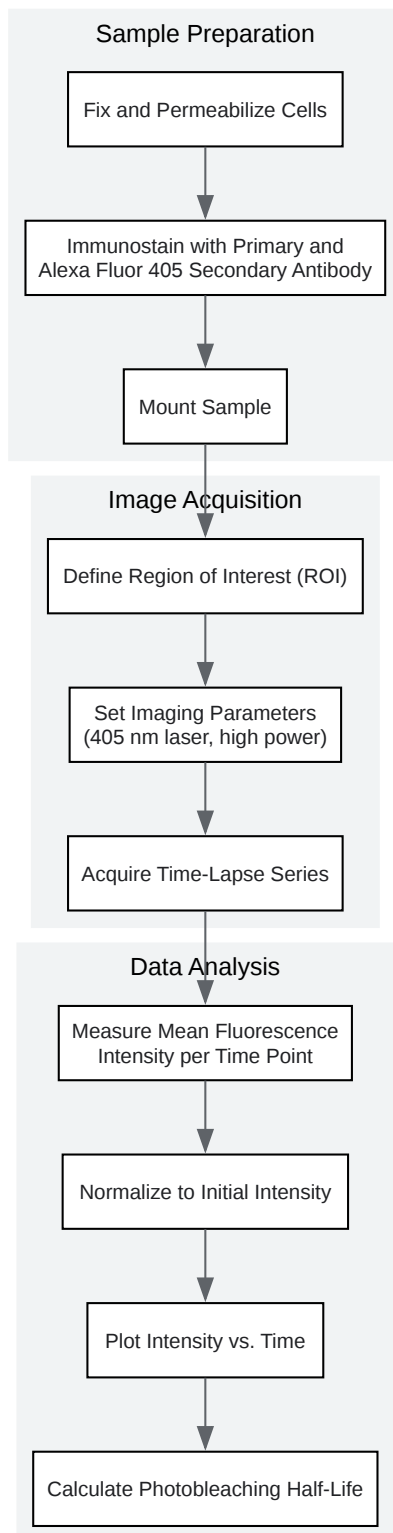 Sample Preparation
Fix and Permeabilize Cells
Immunostain with Primary and
Alexa Fluor 405 Secondary Antibody
Mount Sample
Image Acquisition
Define Region of Interest (ROI)
Set Imaging Parameters
(405 nm laser, high power)
Acquire Time-Lapse Series
Data Analysis
Measure Mean Fluorescence
Intensity per Time Point
Normalize to Initial Intensity
Plot Intensity vs. Time
Calculate Photobleaching Half-Life